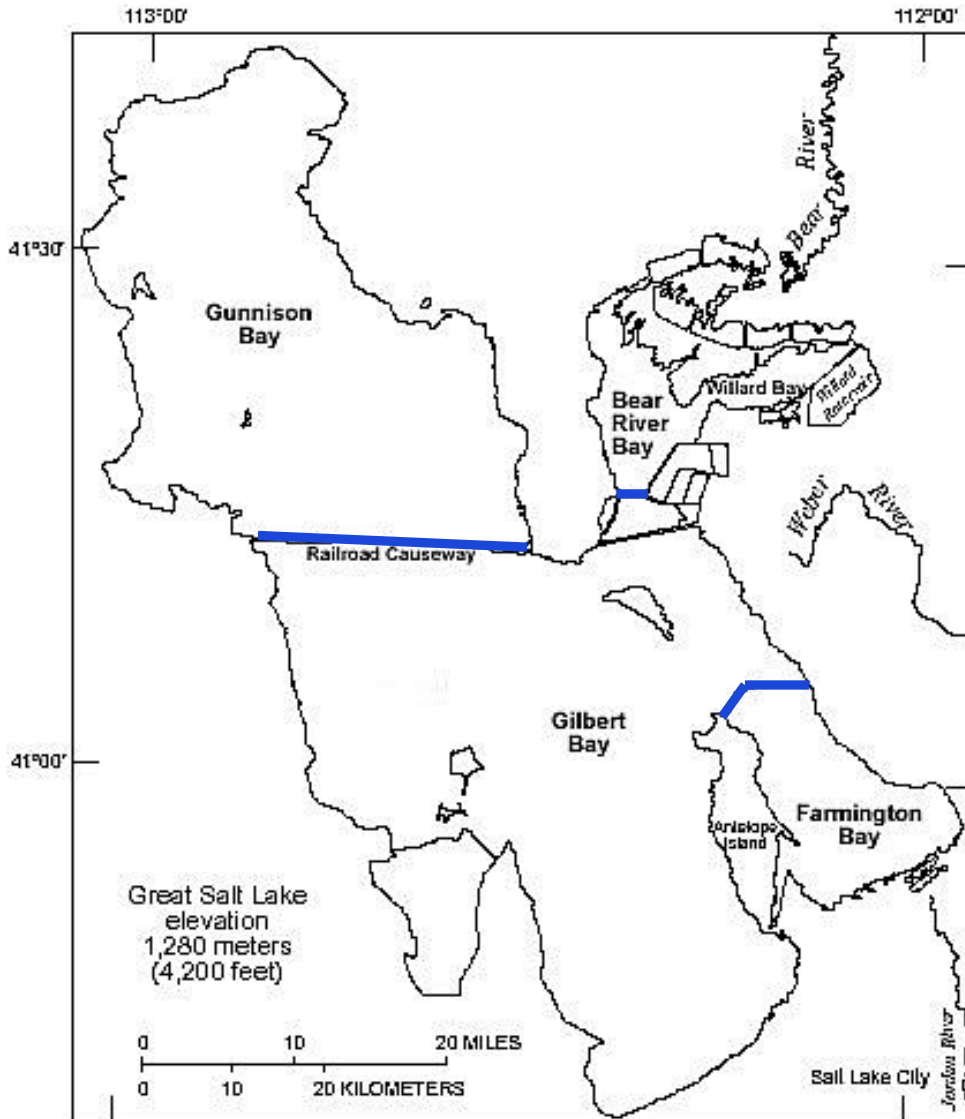 113°00'
112°00'
River
Bear
41°30'
Gunnison
Bay
Willard Bay
Willard
Reservoir
Bear
River
Bay
Weber
River
Railroad Causeway
Gilbert
Bay
41°00'
Farmington
Bay
Antelope
Island
Great Salt Lake
elevation
1,280 meters
(4,200 feet)
0 10 20 MILES
0 10 20 KILOMETERS
Salt Lake City
Jordan River